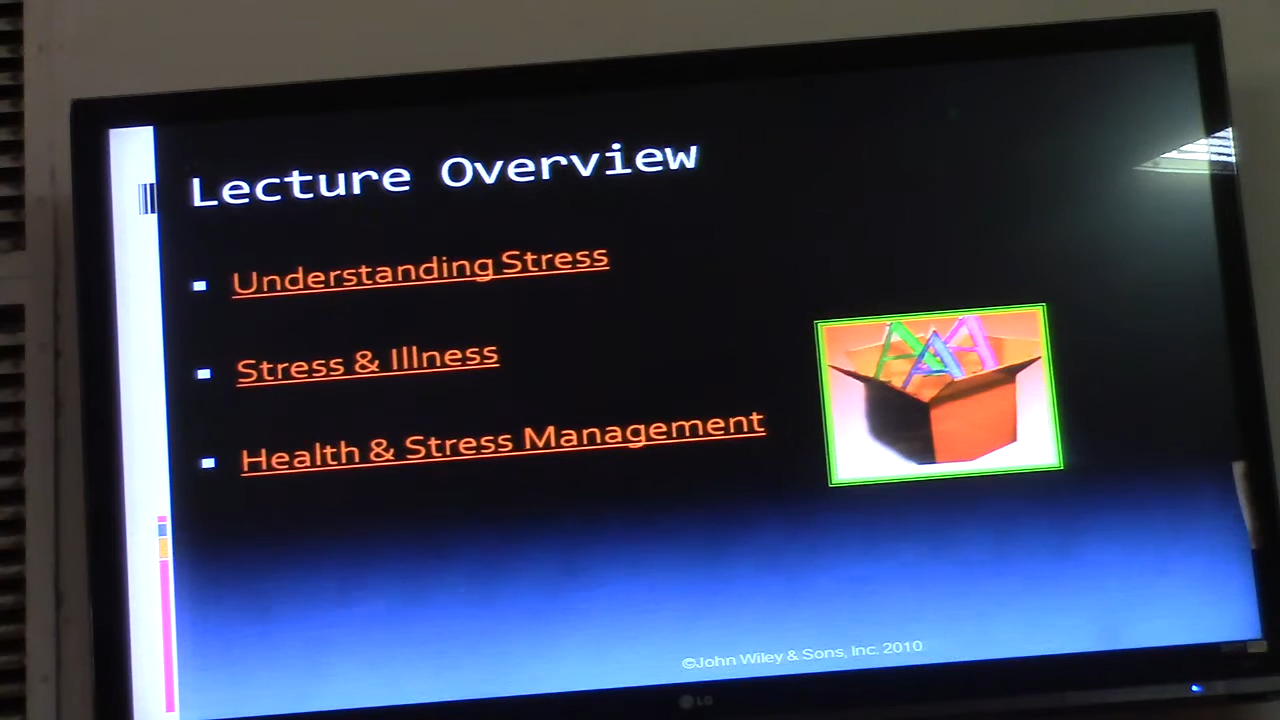 Lecture Overview
Understanding Stress
Stress & Illness
Health & Stress Management
©John Wiley & Sons, Inc. 2010
LG